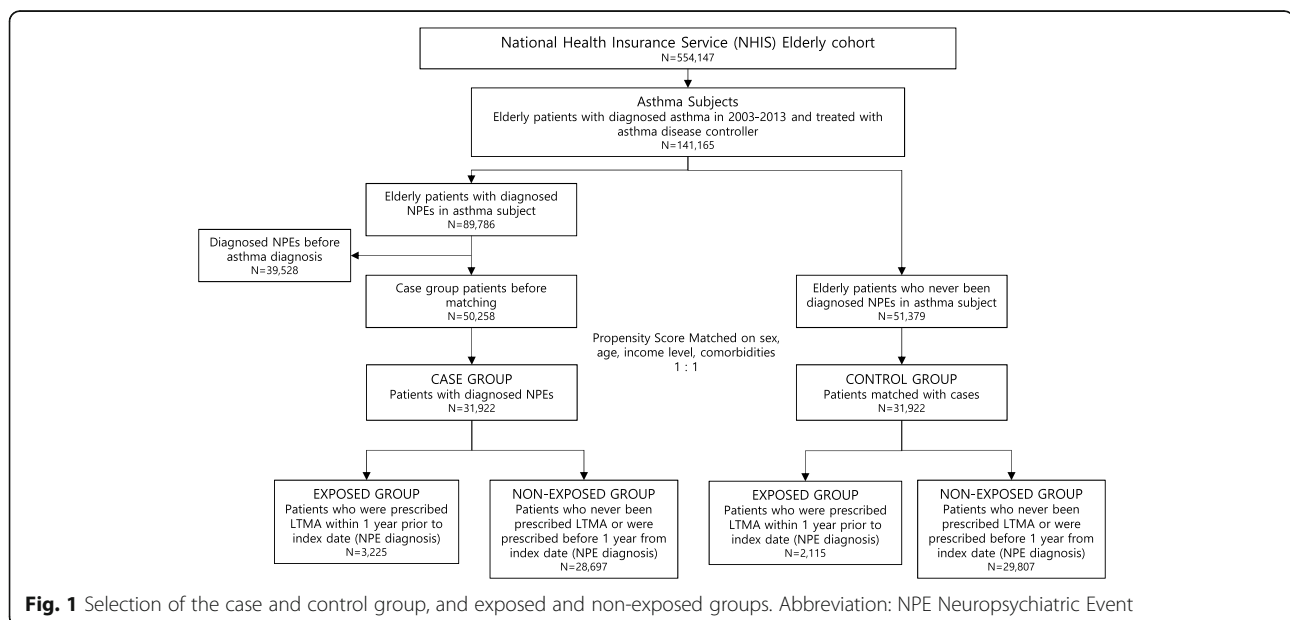 National Health Insurance Service (NHIS) Elderly cohort
N=554,147
Asthma Subjects
Elderly patients with diagnosed asthma in 2003-2013 and treated with
asthma disease controller
N=141,165
Elderly patients with diagnosed
NPEs in asthma subject
N=89,786
Diagnosed NPEs before
asthma diagnosis
N=39,528
Case group patients before
matching
N=50,258
Elderly patients who never been
diagnosed NPEs in asthma subject
N=51,379
Propensity Score Matched on sex,
age, income level, comorbidities
1 : 1
CASE GROUP
Patients with diagnosed NPEs
N=31,922
CONTROL GROUP
Patients matched with cases
N=31,922
EXPOSED GROUP
Patients who were prescribed
LTMA within 1 year prior to
index date (NPE diagnosis)
N=3,225
NON-EXPOSED GROUP
Patients who never been
prescribed LTMA or were
prescribed before 1 year from
index date (NPE diagnosis)
N=28,697
EXPOSED GROUP
Patients who were prescribed
LTMA within 1 year prior to
index date (NPE diagnosis)
N=2,115
NON-EXPOSED GROUP
Patients who never been
prescribed LTMA or were
prescribed before 1 year from
index date (NPE diagnosis)
N=29,807
Fig. 1 Selection of the case and control group, and exposed and non-exposed groups. Abbreviation: NPE Neuropsychiatric Event